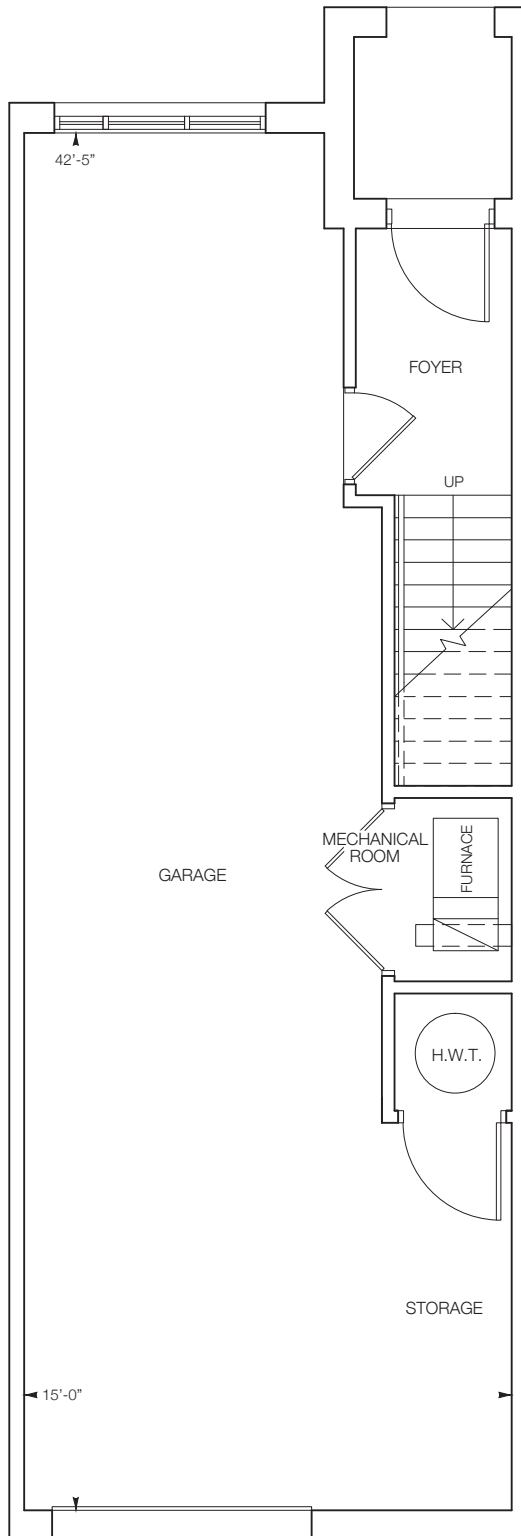 42'-5"
FOYER
UP
MECHANICAL
ROOM
FURNACE
GARAGE
H.W.T.
STORAGE
15'-0"